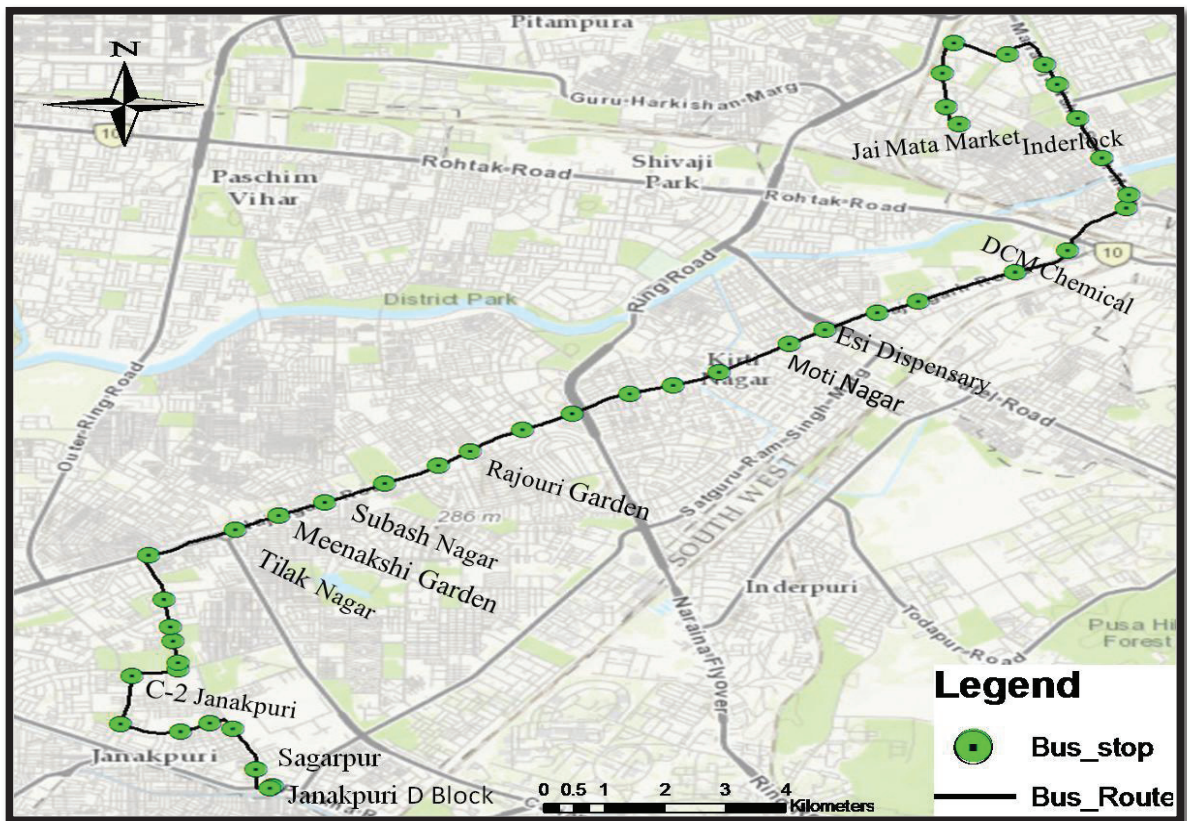 Pitampura
N
Guru-Harkishan-Marg
10
Jai Mata Market
Inderlock
Rohtak-Road
Shivaji
Park
Paschim
Vihar
Rohtak-Road
10
DCM Chemical
Ring Road
District Park
Esi Dispensary
Kirti
Nagar
Moti Nagar
Outer-Ring-Road
Rajouri Garden
Satguru-Ram-Singh-Marg
SOUTH WEST
286 m
Subash Nagar
Meenakshi Garden
Tilak Nagar
Inderpuri
Naraina-Flyover
Todapur-Road
Forest
C-2 Janakpuri
Janakpuri
Sagarpur
Janakpuri D Block
0 0.5 1 2 3 4
Kilometers
Legend
Bus_stop
Bus_Route